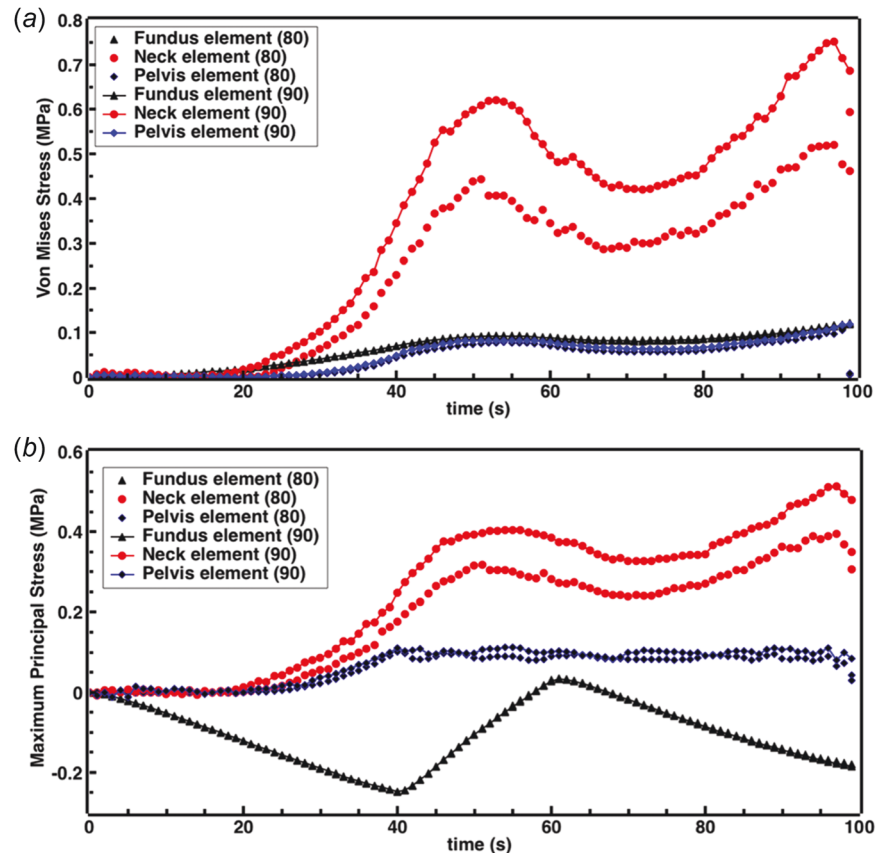 (a)
0.8
0.7
0.6
0.5
0.4
0.3
0.2
0.1
0
Von Mises Stress (MPa)
Fundus element (80)
Neck element (80)
Pelvis element (80)
Fundus element (90)
Neck element (90)
Pelvis element (90)
0 20 40 60 80 100
time (s)
(b)
0.6
0.4
0.2
0
-0.2
Maximum Principal Stress (MPa)
Fundus element (80)
Neck element (80)
Pelvis element (80)
Fundus element (90)
Neck element (90)
Pelvis element (90)
0 20 40 60 80 100
time (s)